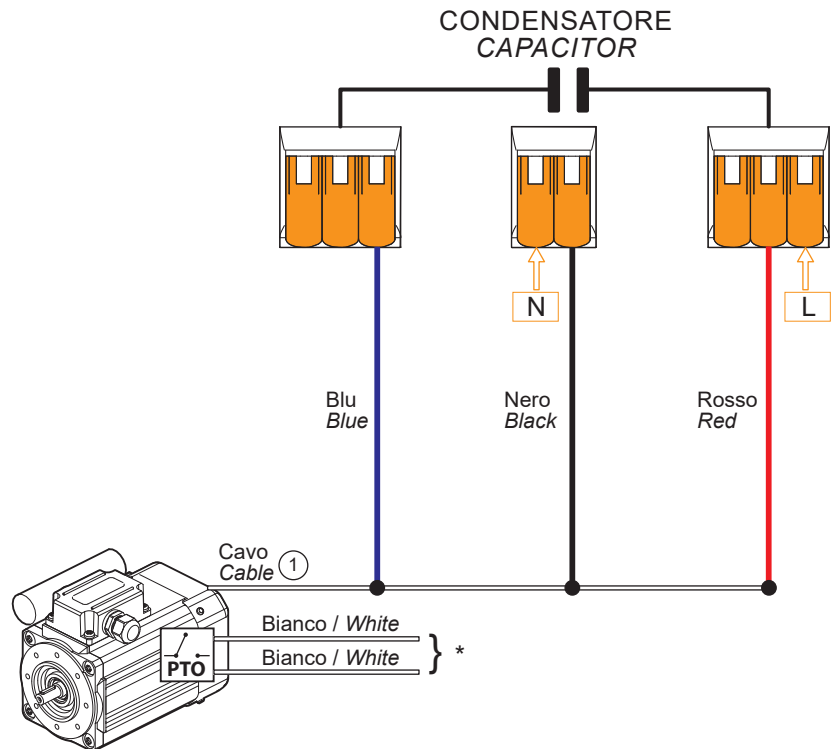 CONDENSATORE
CAPACITOR
N
L
Blu
Blue
Nero
Black
Rosso
Red
Cavo
Cable 1
Bianco / White
Bianco / White
} *
PTO